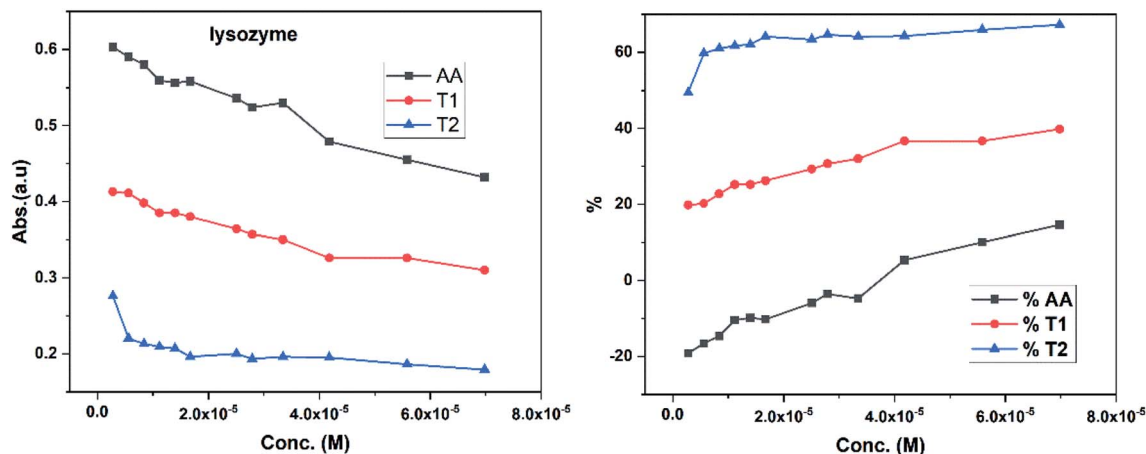 lysozyme
AA
T1
T2
Abs.(a.u)
0.6
0.5
0.4
0.3
0.2
0.0
2.0x10⁻⁵
4.0x10⁻⁵
6.0x10⁻⁵
8.0x10⁻⁵
Conc. (M)
%
60
40
20
0
-20
% AA
% T1
% T2
0.0
2.0x10⁻⁵
4.0x10⁻⁵
6.0x10⁻⁵
8.0x10⁻⁵
Conc. (M)